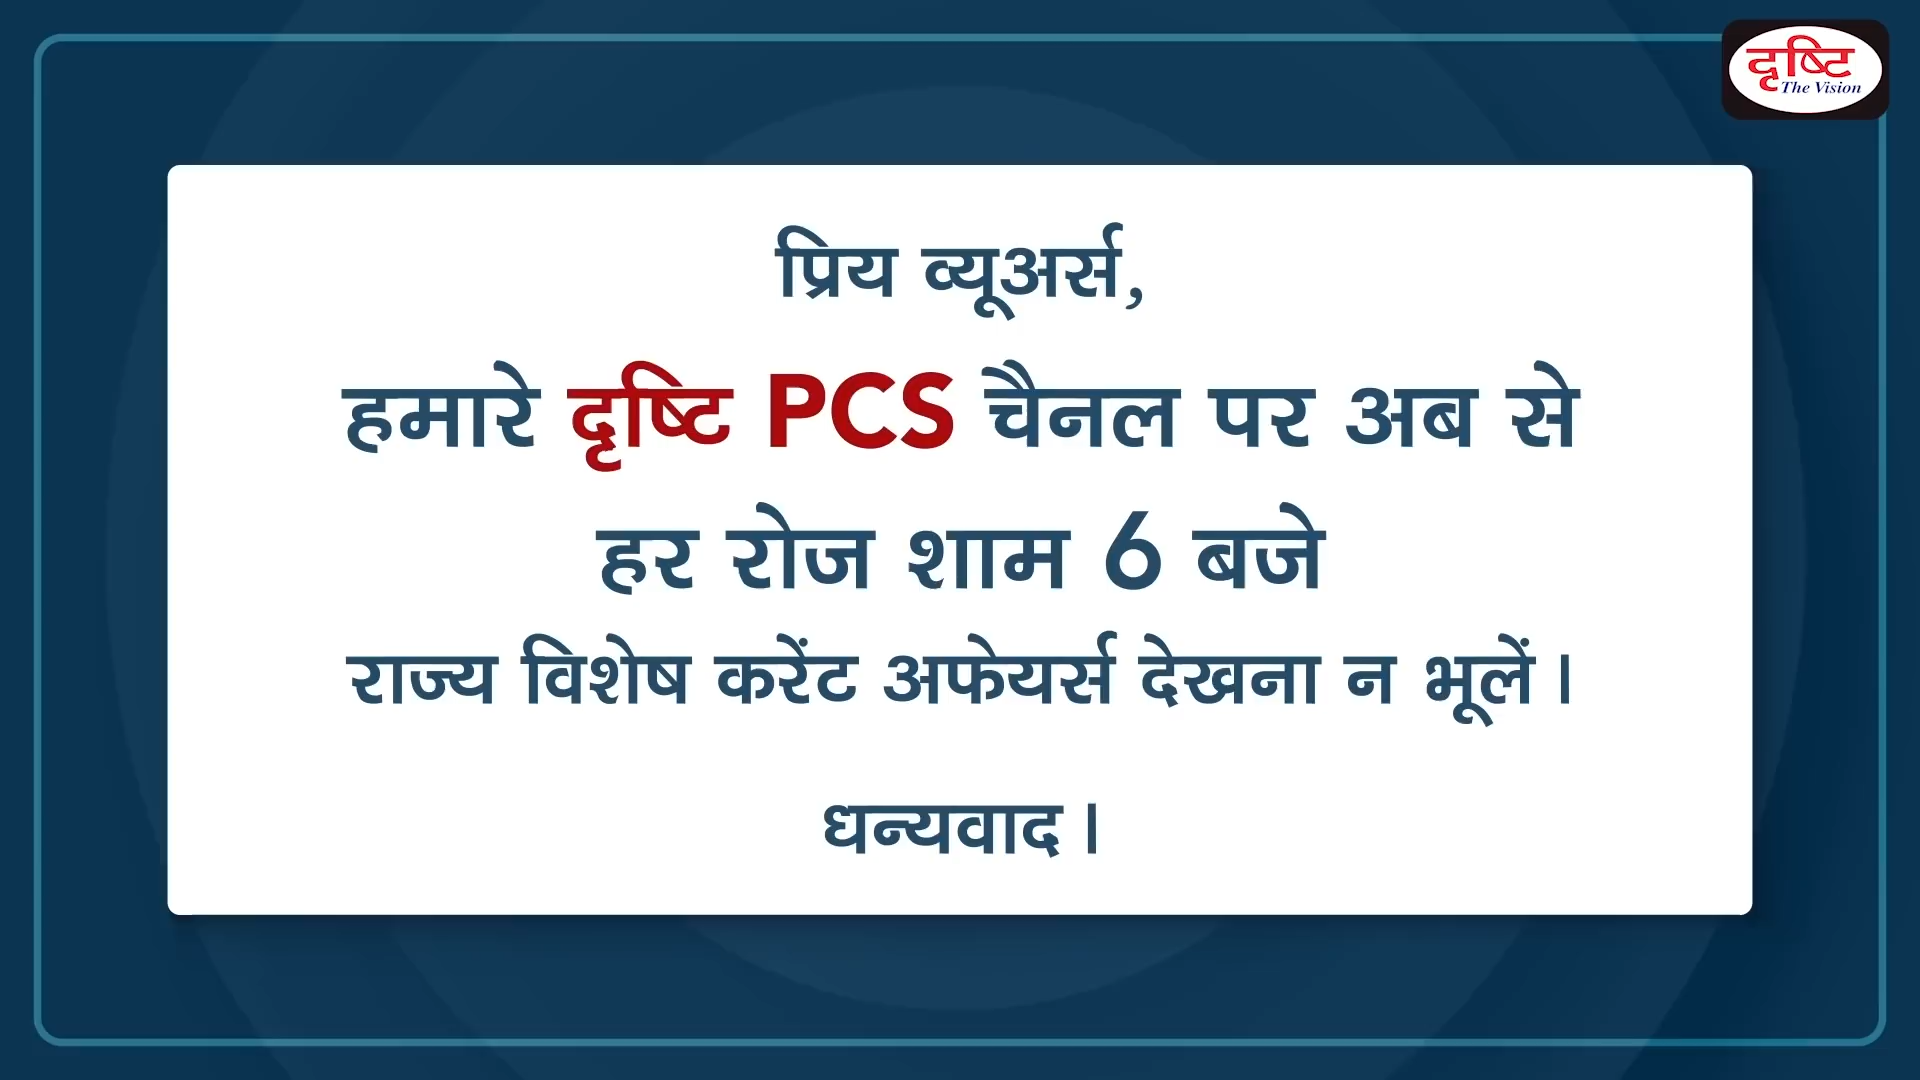 दृष्टि
The Vision
प्रिय व्यूअर्स,
हमारे दृष्टि PCS चैनल पर अब से
हर रोज शाम 6 बजे
राज्य विशेष करेंट अफेयर्स देखना न भूलें।
धन्यवाद।